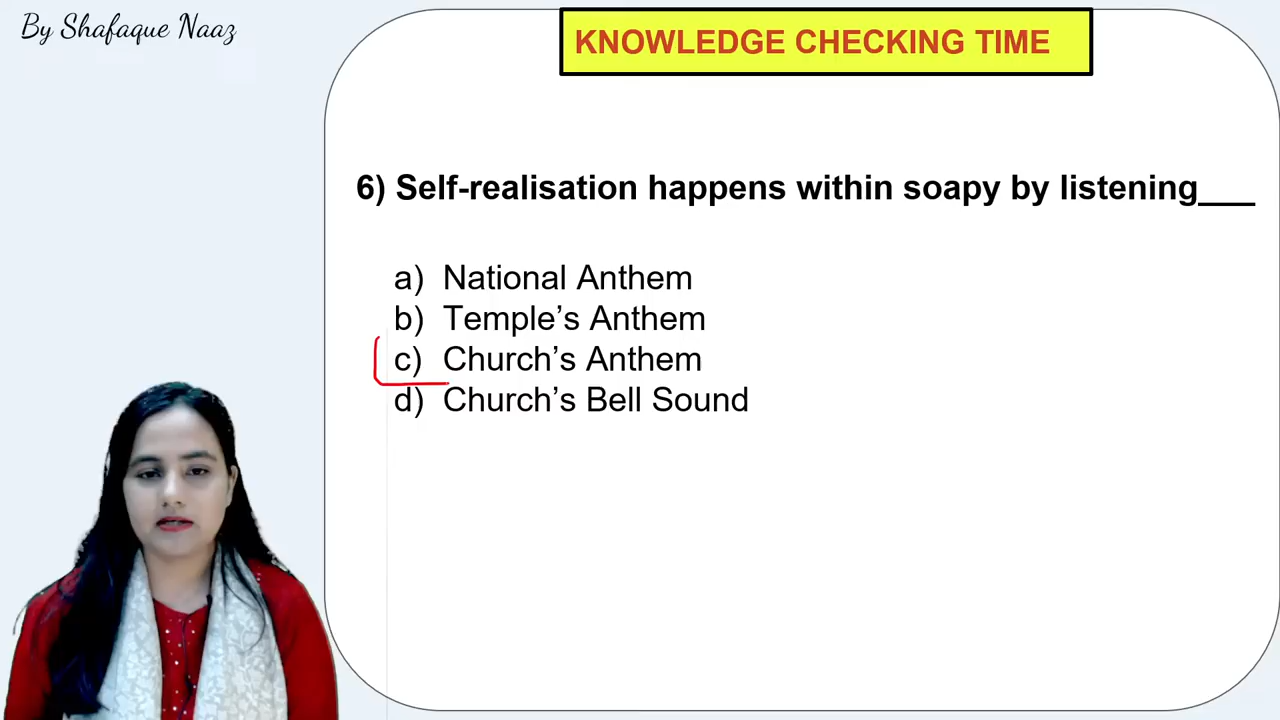 By Shafaque Naaz
KNOWLEDGE CHECKING TIME
6) Self-realisation happens within soapy by listening___
a) National Anthem
b) Temple’s Anthem
c) Church’s Anthem
d) Church’s Bell Sound